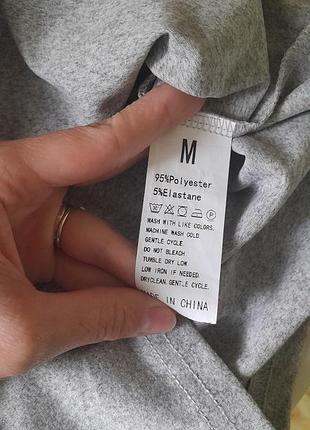 M
95%Polyester
5%Elastane
30 P
WASH WITH LIKE COLORS.
MACHINE WASH COLD
GENTLE CYCLE.
DO NOT BLEACH
TUMBLE DRY LOW
LOW IRON IF NEEDED.
DRYCLEAN.GENTLE CYCLE.
MADE IN CHINA